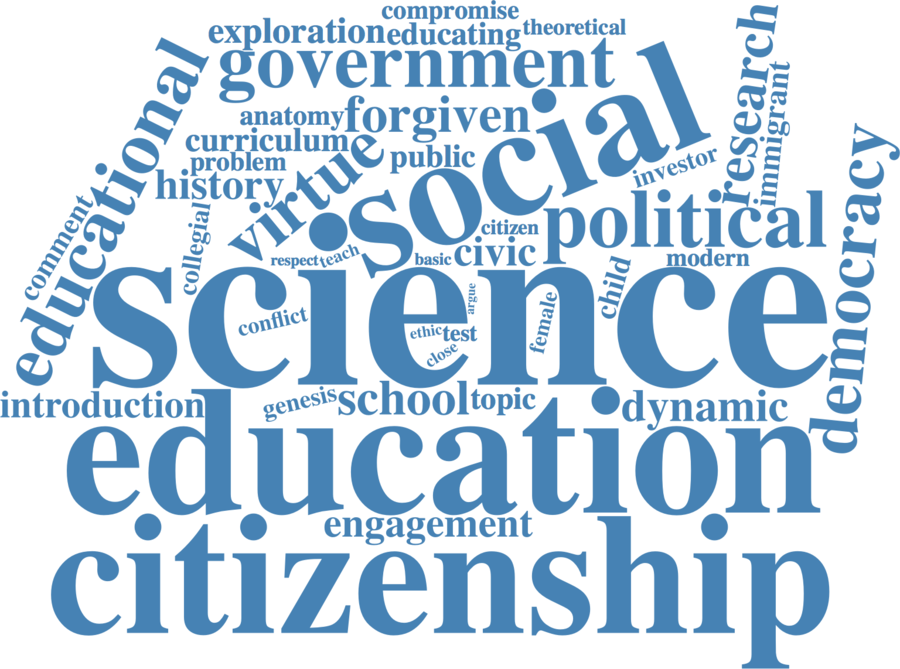 compromise
exploration
educating
theoretical
government
research
immigrant
educational
anatomy
forgiven
social
curriculum
virtue
problem
public
investor
history
democracy
comment
collegial
citizen
political
respect
teach
basic
civic
modern
science
conflict
argue
ethic
test
close
female
child
introduction
genesis
school
topic
dynamic
education
engagement
citizenship